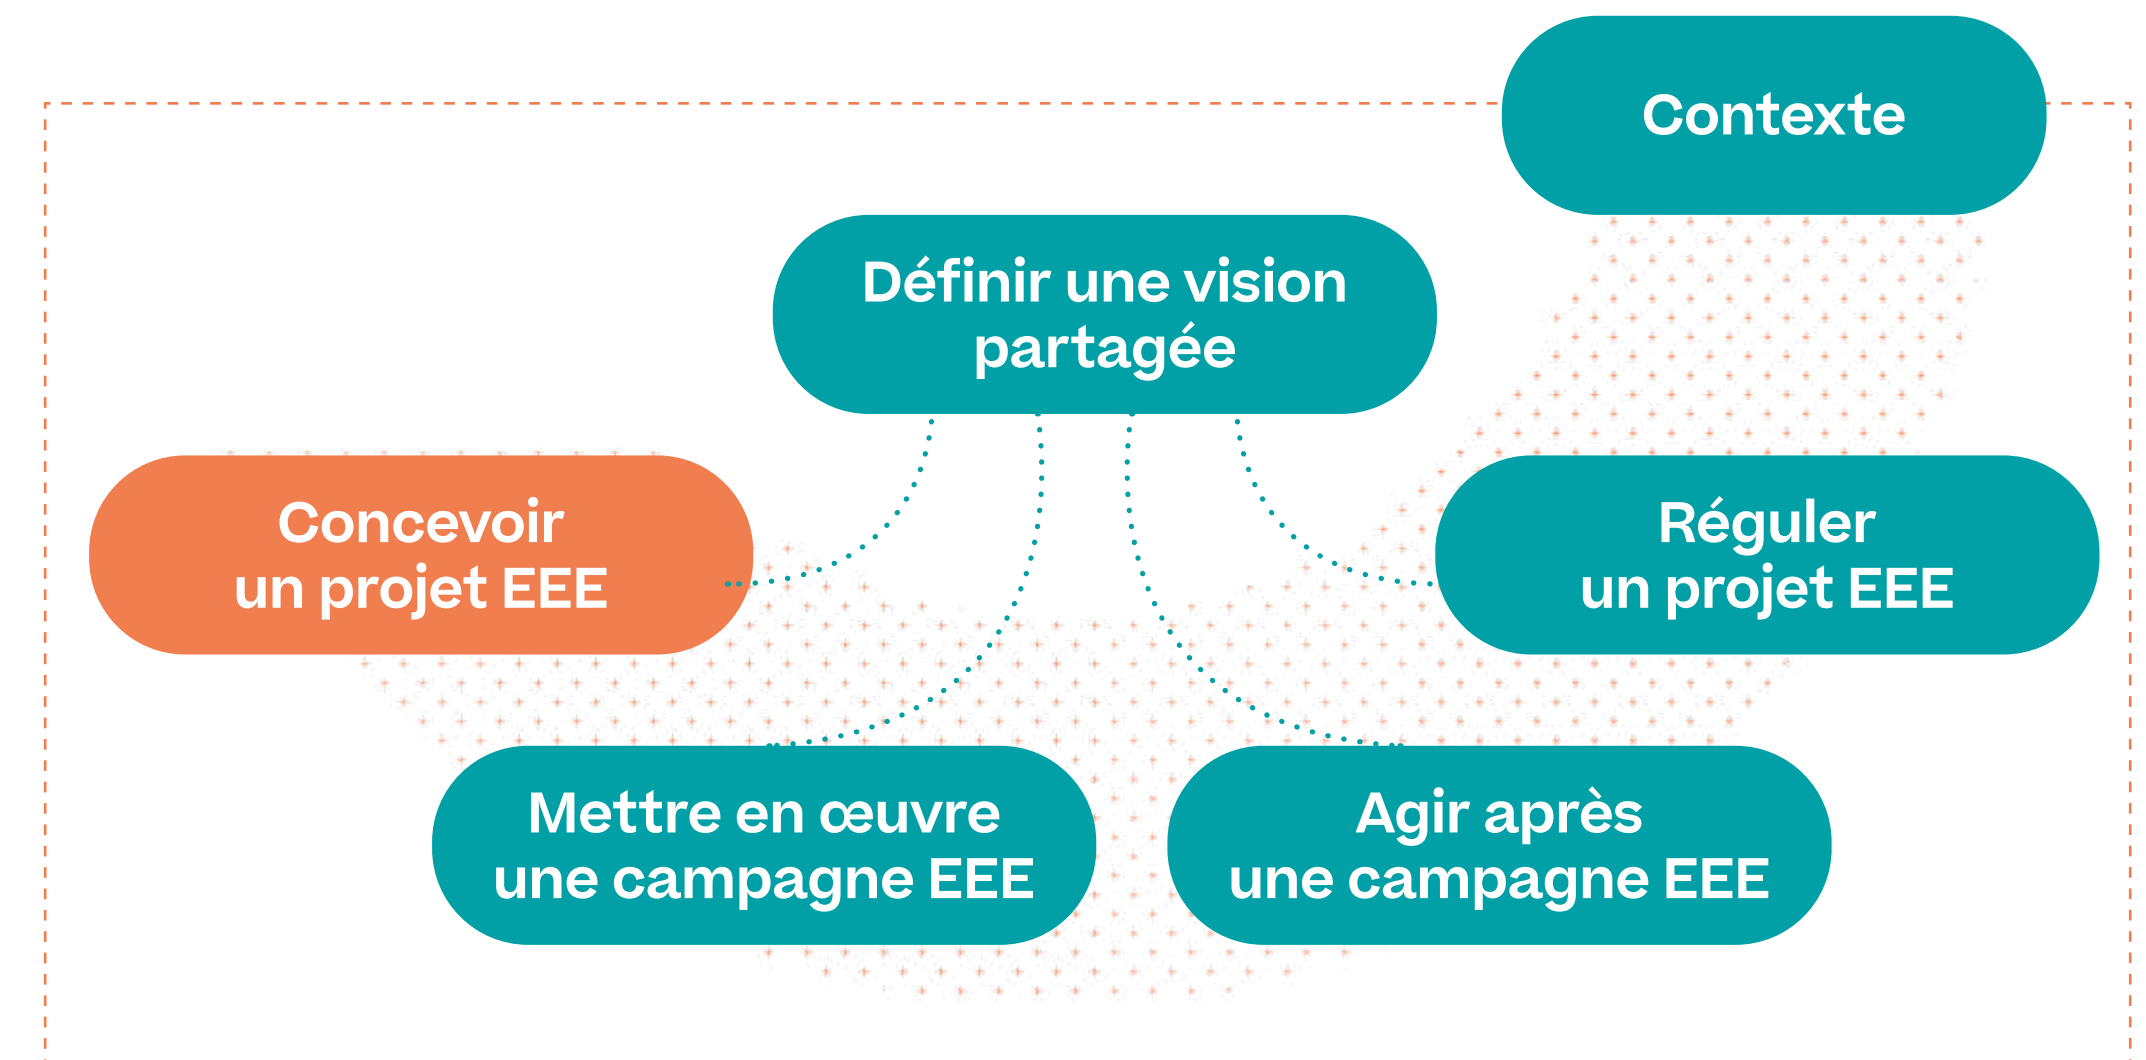 Contexte
Définir une vision
partagée
Concevoir
un projet EEE
Réguler
un projet EEE
Mettre en œuvre
une campagne EEE
Agir après
une campagne EEE